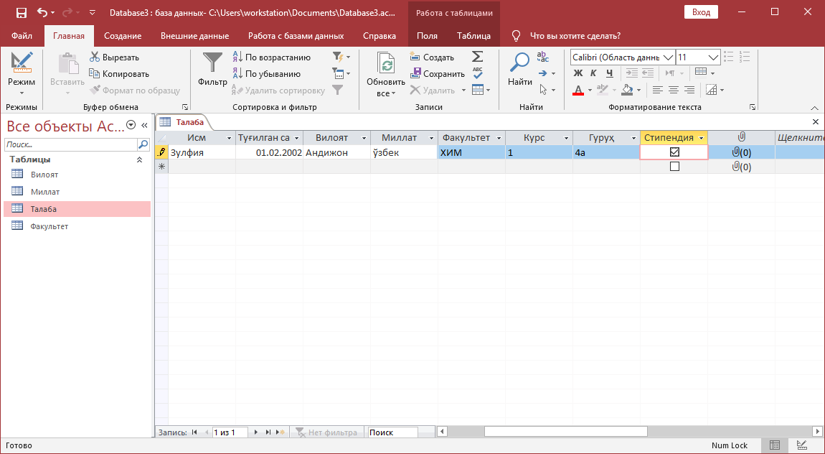 Database3 : база данных- C:\Users\workstation\Documents\Database3.ac...
Работа с таблицами
Вход
Файл Главная Создание Внешние данные Работа с базами данных Справка Поля Таблица Что вы хотите сделать?
Режим
Режимы
Вставить
Вырезать
Копировать
Формат по образцу
Буфер обмена
Фильтр
По возрастанию
По убыванию
Удалить сортировку
Сортировка и фильтр
Обновить
все
Создать
Сохранить
Удалить
Записи
Найти
Найти
Calibri (Область данны
11
Ж К Ч
Форматирование текста
Все объекты Ac...
Поиск...
Таблицы
Вилоят
Миллат
Талаба
Факультет
Талаба
Исм Туғилган са Вилоят Миллат Факультет Курс Гуруҳ Стипендия Щелкните
Зулфия 01.02.2002 Андижон ўзбек ХИМ 1 4а (0)
(0)
Запись: 1 из 1 Нет фильтра Поиск
Готово
Num Lock